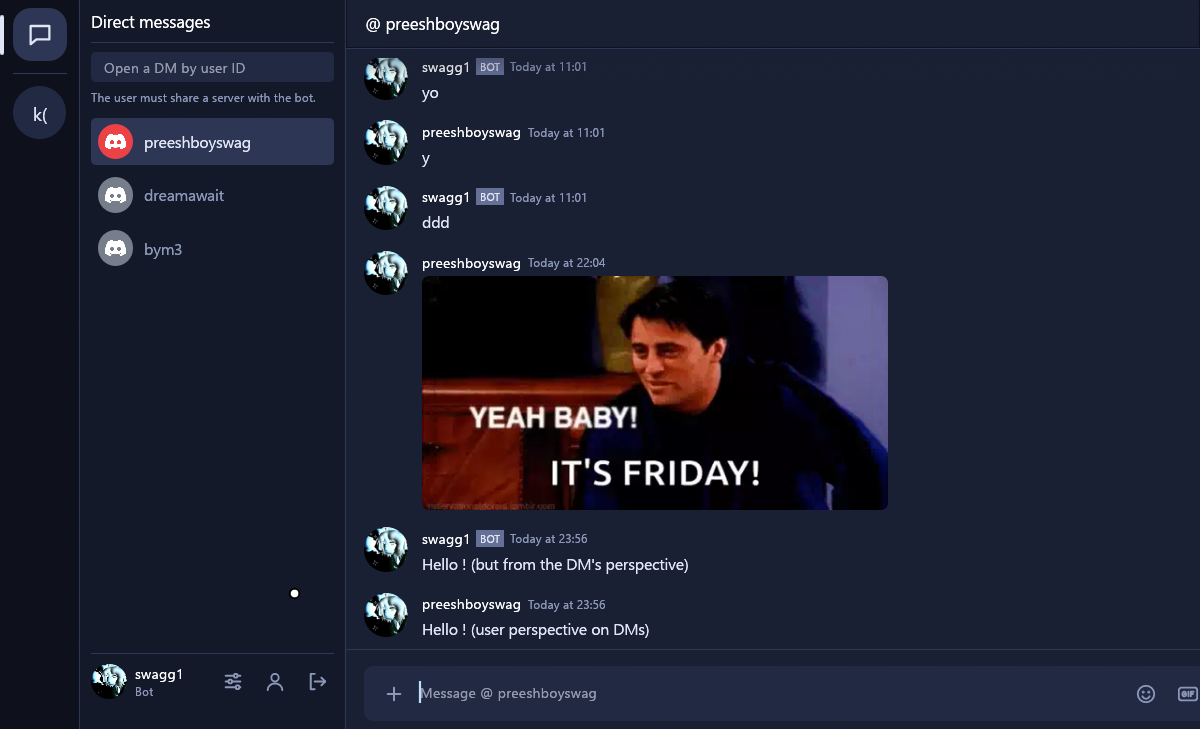 Direct messages
Open a DM by user ID
The user must share a server with the bot.
k(
preeshboyswag
dreamawait
bym3
swagg1
Bot
@ preeshboyswag
swagg1 BOT Today at 11:01
yo
preeshboyswag Today at 11:01
y
swagg1 BOT Today at 11:01
ddd
preeshboyswag Today at 22:04
YEAH BABY!
IT'S FRIDAY!
swagg1 BOT Today at 23:56
Hello ! (but from the DM's perspective)
preeshboyswag Today at 23:56
Hello ! (user perspective on DMs)
Message @ preeshboyswag
GIF